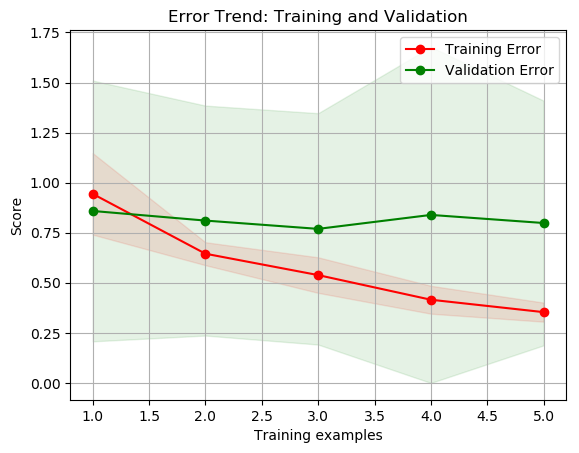 Error Trend: Training and Validation
Training Error
Validation Error
Score
1.75
1.50
1.25
1.00
0.75
0.50
0.25
0.00
1.0 1.5 2.0 2.5 3.0 3.5 4.0 4.5 5.0
Training examples